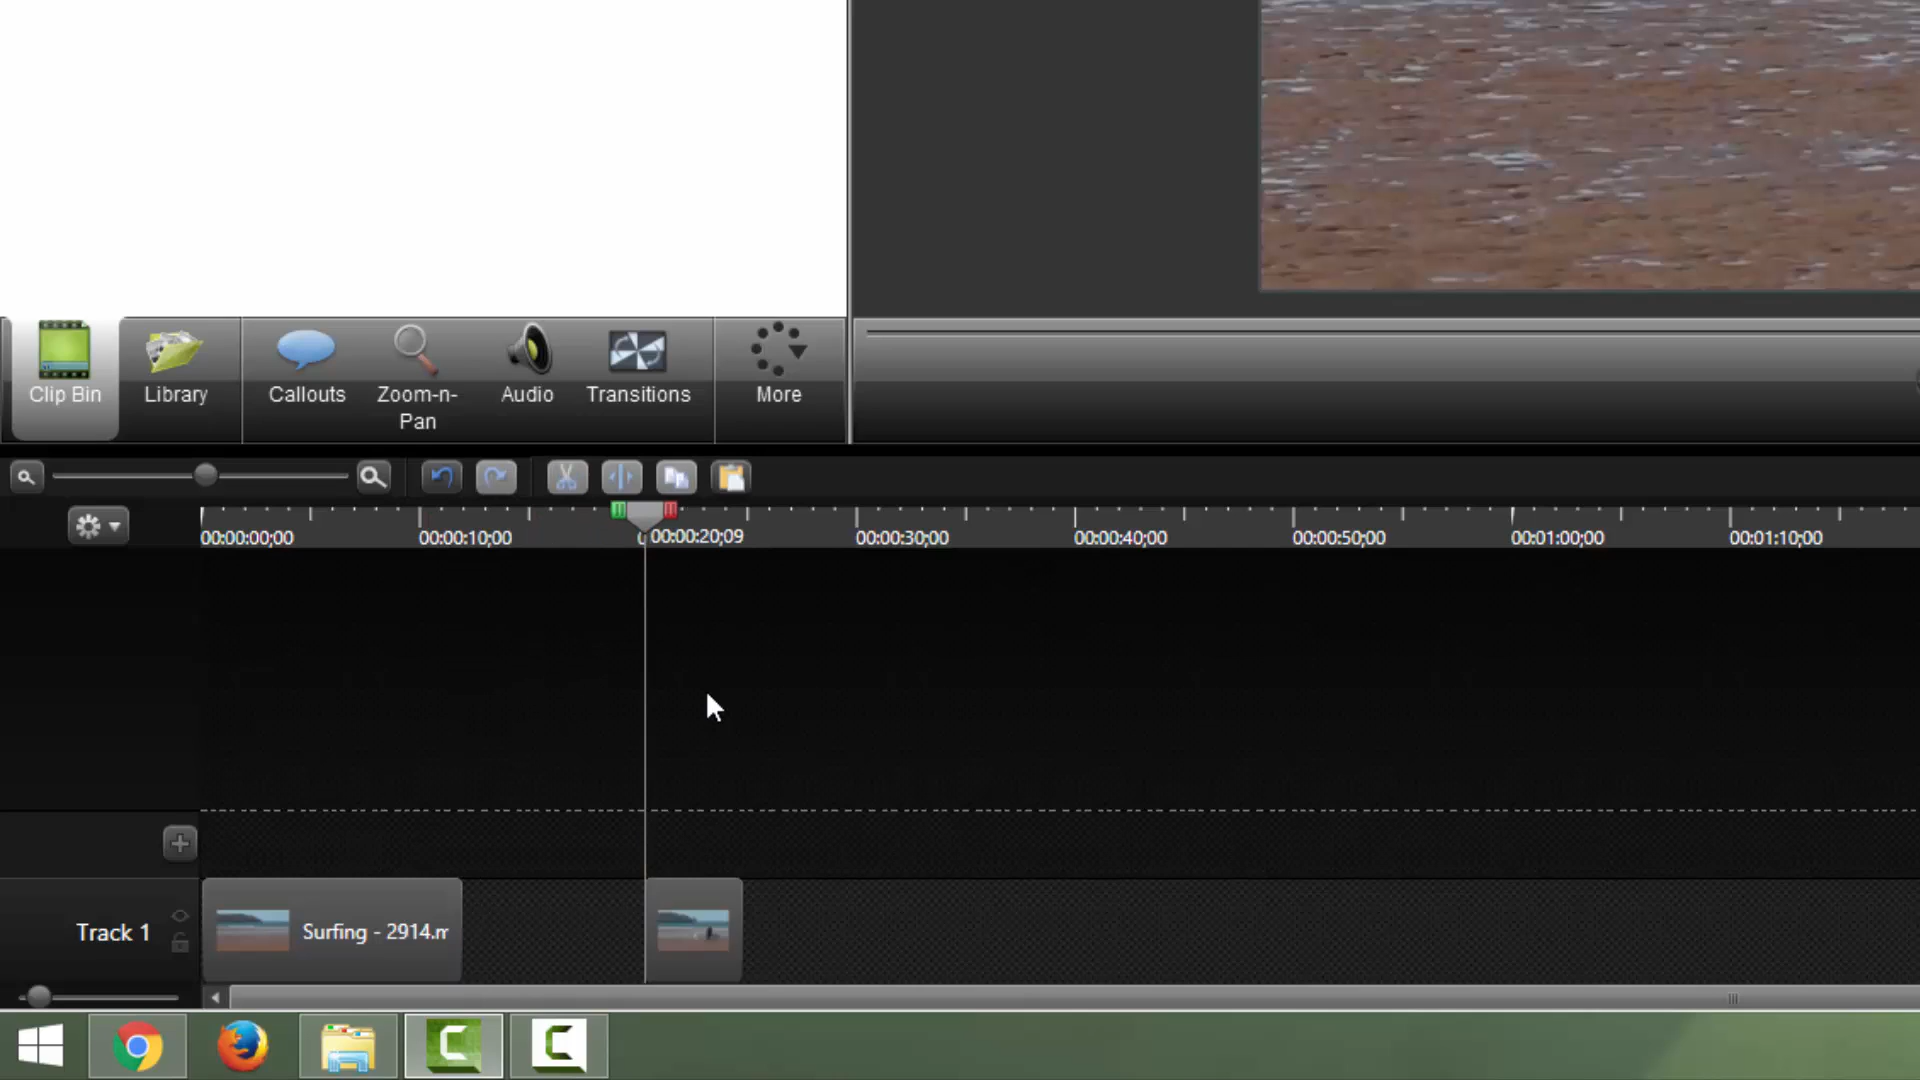 Clip Bin
Library
Callouts
Zoom-n-
Pan
Audio
Transitions
More
00:00:00;00
00:00:10;00
00:00:20;09
00:00:30;00
00:00:40;00
00:00:50;00
00:01:00;00
00:01:10;00
Track 1
Surfing - 2914.m